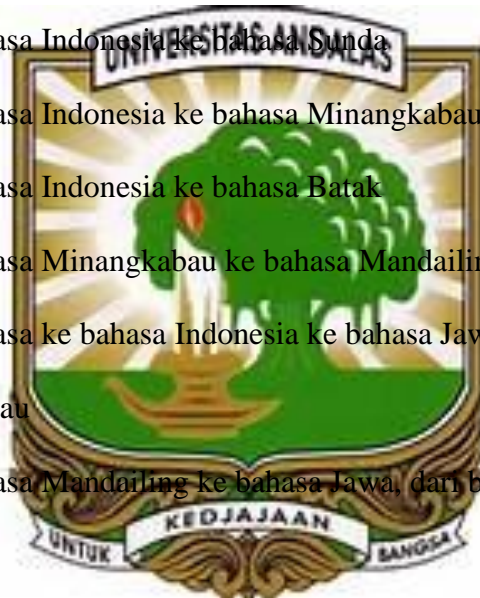 asa Indonesia ke bahasa Sunda
UNIVERSITAS ANDALAS
asa Indonesia ke bahasa Minangkabau
asa Indonesia ke bahasa Batak
asa Minangkabau ke bahasa Mandailin
asa ke bahasa Indonesia ke bahasa Jaw
au
asa Mandailing ke bahasa Jawa, dari b
KEDJAJAAN
UNTUK BANGSA